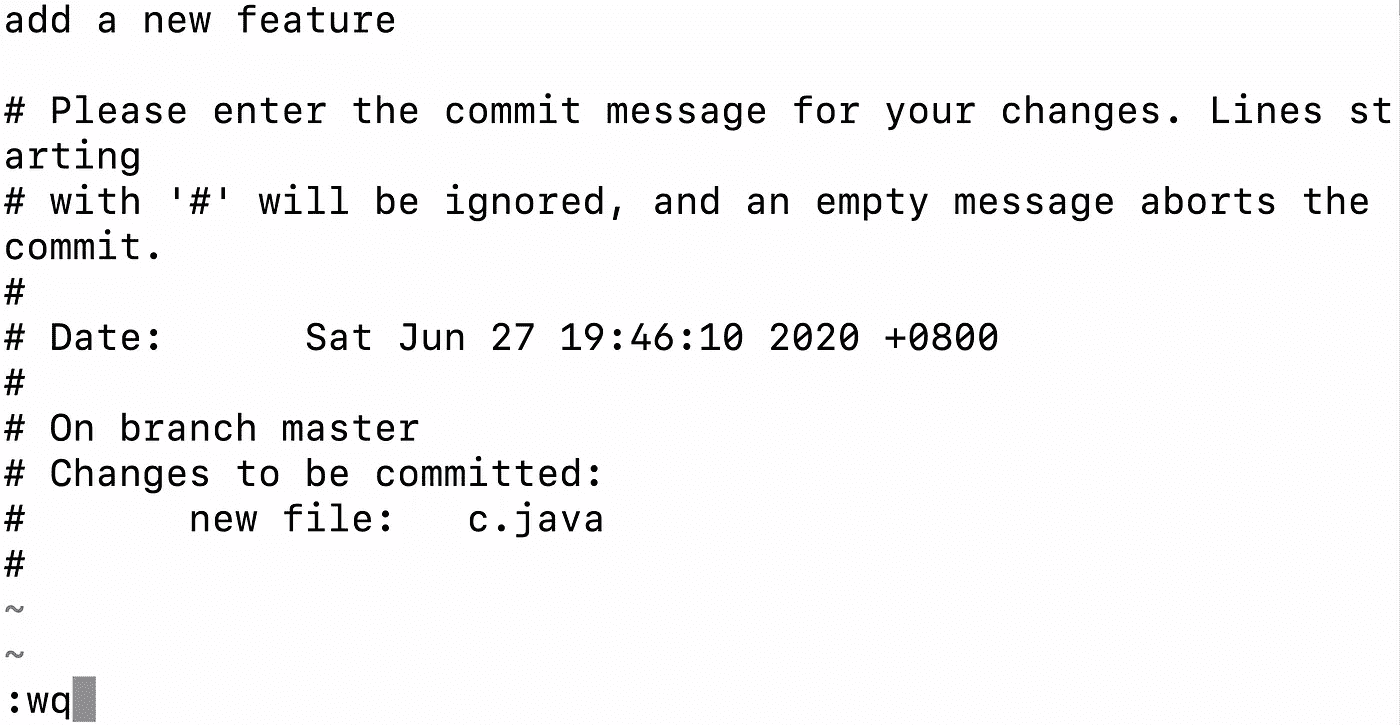 add a new feature
# Please enter the commit message for your changes. Lines st
arting
# with '#' will be ignored, and an empty message aborts the
commit.
#
# Date:      Sat Jun 27 19:46:10 2020 +0800
#
# On branch master
# Changes to be committed:
#       new file:   c.java
#
~
~
:wq